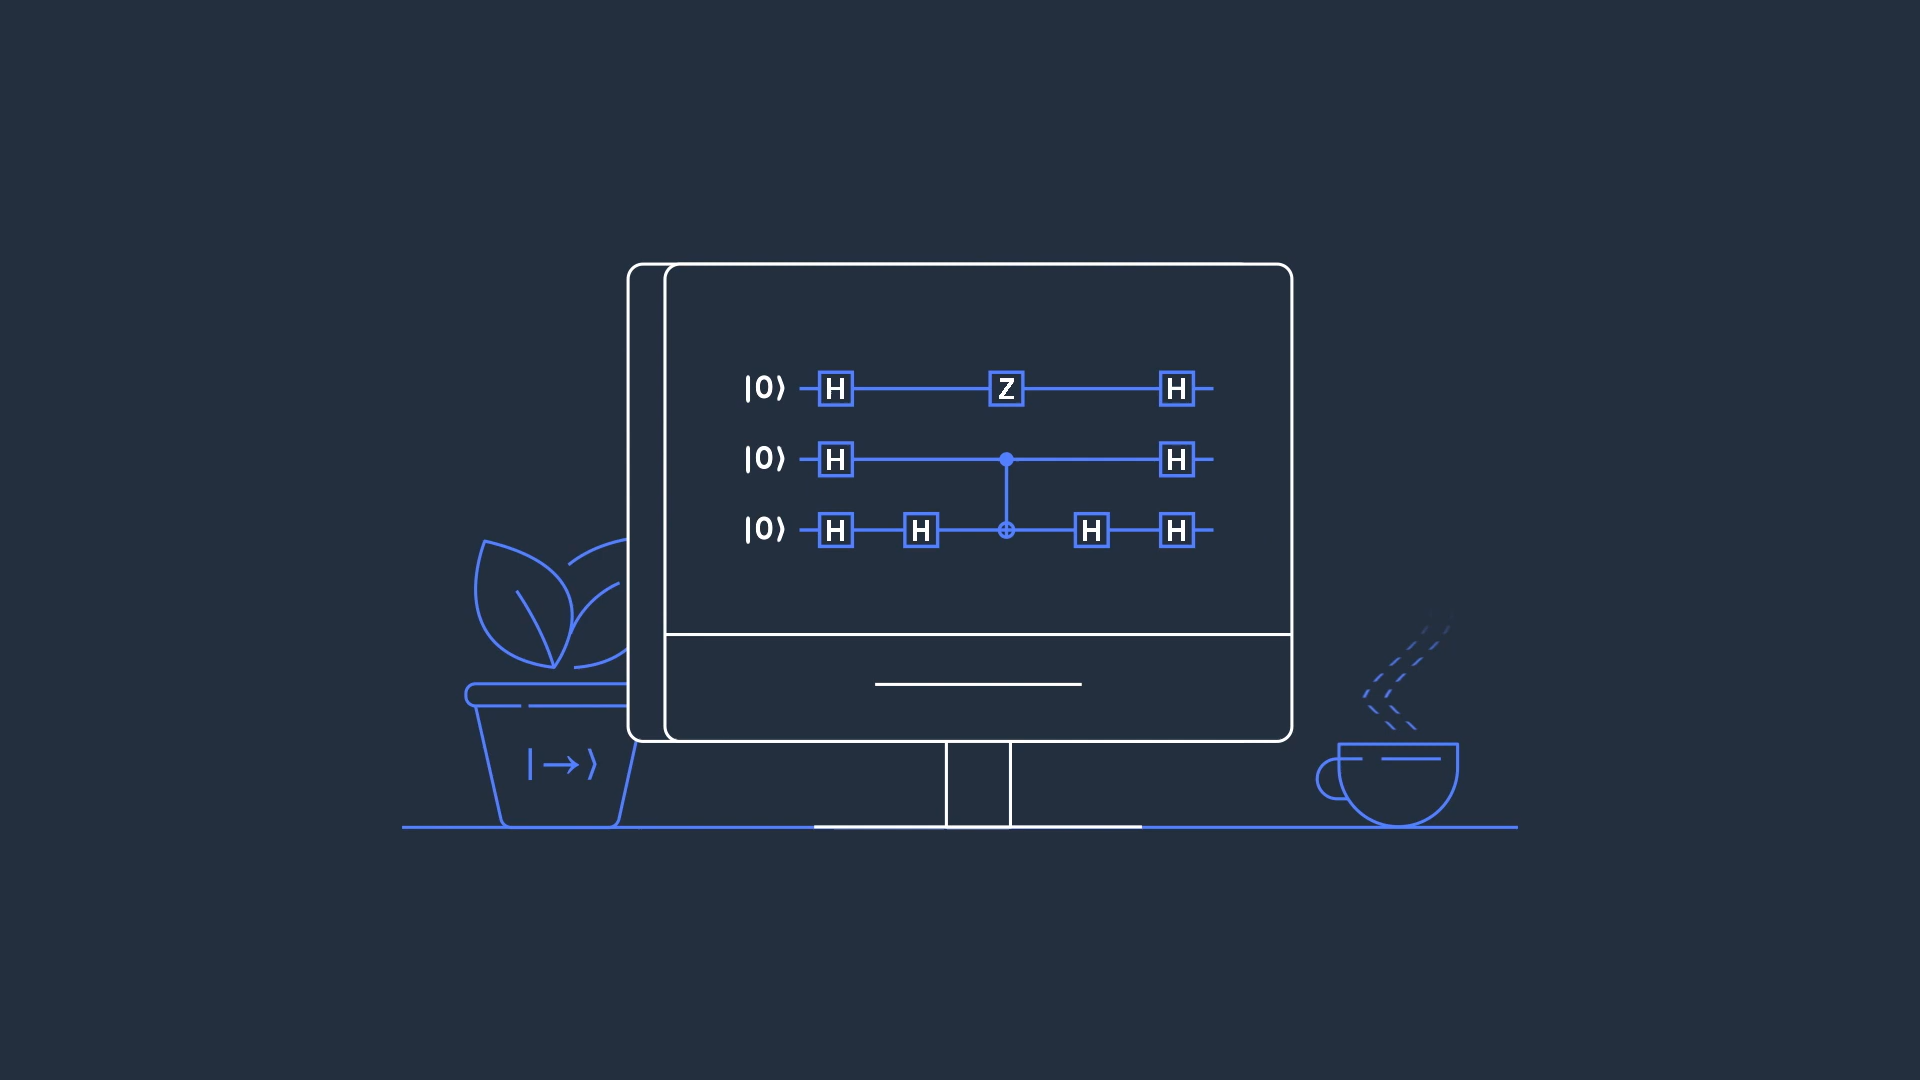 |0⟩ H Z H
|0⟩ H H
|0⟩ H H H H
|→⟩